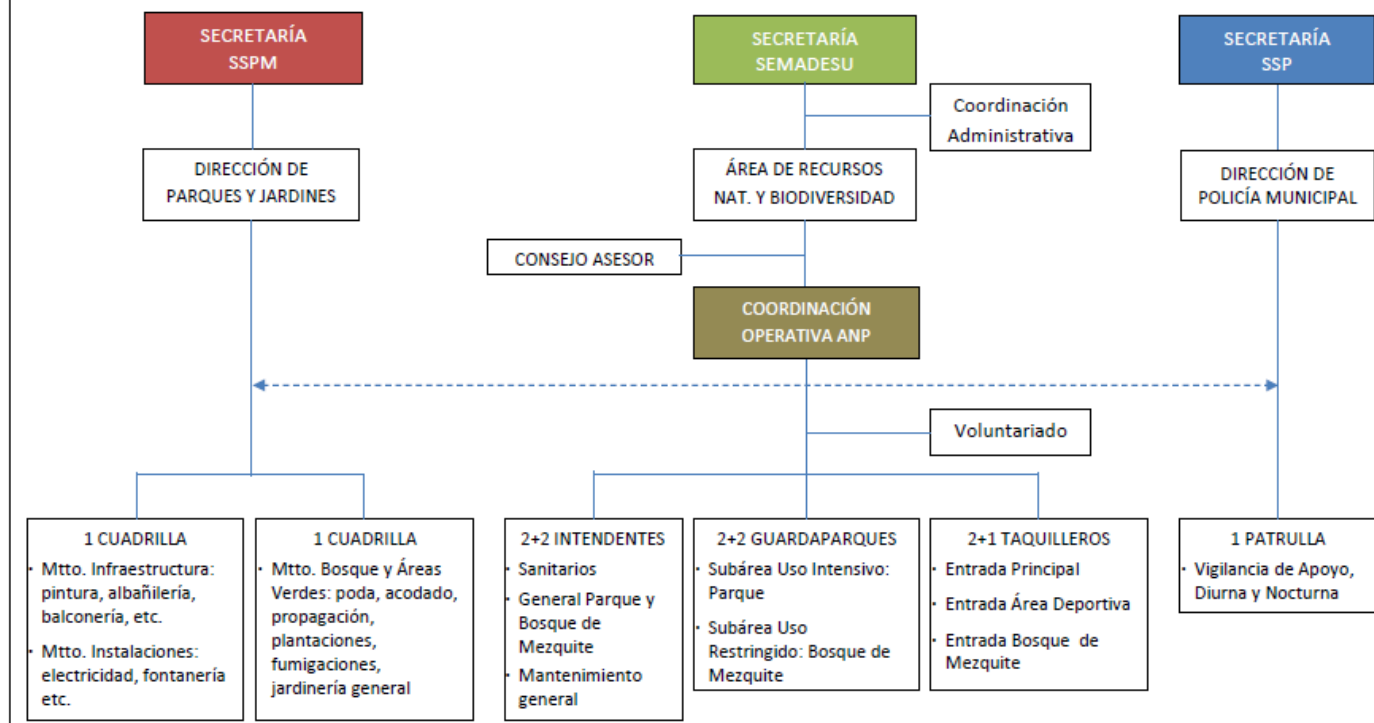 SECRETARÍA
SSPM
SECRETARÍA
SEMADESU
SECRETARÍA
SSP
Coordinación
Administrativa
DIRECCIÓN DE
PARQUES Y JARDINES
ÁREA DE RECURSOS
NAT. Y BIODIVERSIDAD
DIRECCIÓN DE
POLICÍA MUNICIPAL
CONSEJO ASESOR
COORDINACIÓN
OPERATIVA ANP
Voluntariado
1 CUADRILLA
· Mtto. Infraestructura:
pintura, albañilería,
balconería, etc.
· Mtto. Instalaciones:
electricidad, fontanería
etc.
1 CUADRILLA
· Mtto. Bosque y Áreas
Verdes: poda, acodado,
propagación,
plantaciones,
fumigaciones,
jardinería general
2+2 INTENDENTES
· Sanitarios
· General Parque y
Bosque de
Mezquite
· Mantenimiento
general
2+2 GUARDAPARQUES
· Subárea Uso Intensivo:
Parque
· Subárea Uso
Restringido: Bosque de
Mezquite
2+1 TAQUILLEROS
· Entrada Principal
· Entrada Área Deportiva
· Entrada Bosque de
Mezquite
1 PATRULLA
· Vigilancia de Apoyo,
Diurna y Nocturna